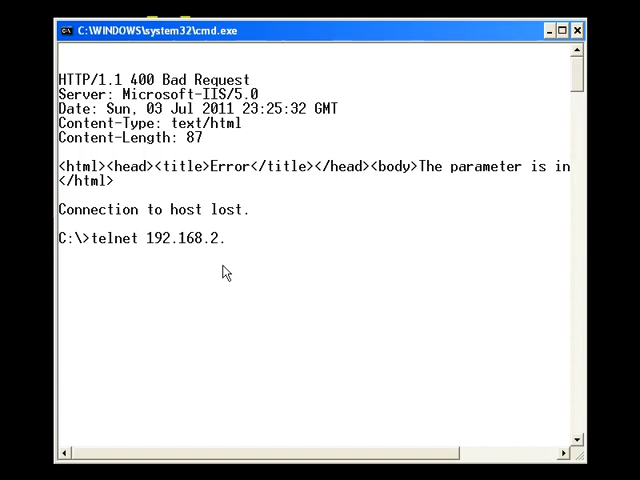 C:\WINDOWS\system32\cmd.exe
HTTP/1.1 400 Bad Request
Server: Microsoft-IIS/5.0
Date: Sun, 03 Jul 2011 23:25:32 GMT
Content-Type: text/html
Content-Length: 87
<html><head><title>Error</title></head><body>The parameter is in
</html>
Connection to host lost.
C:\>telnet 192.168.2.